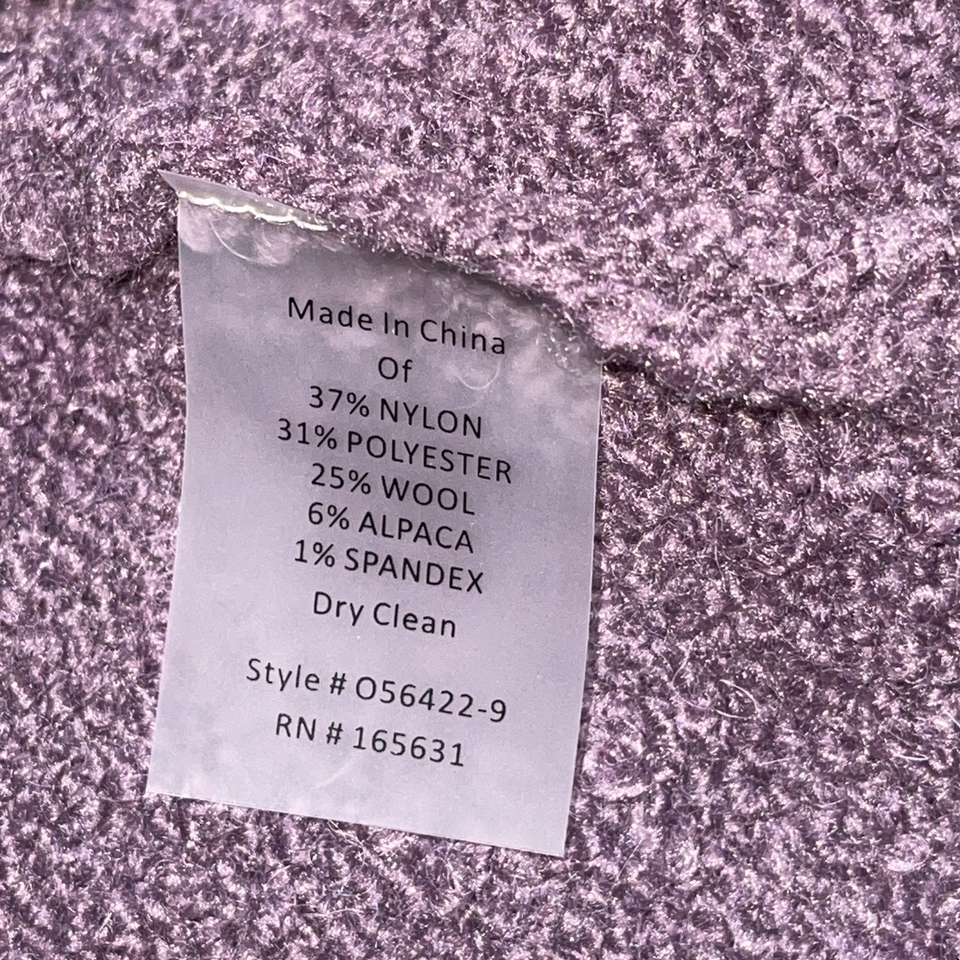 Made In China
Of
37% NYLON
31% POLYESTER
25% WOOL
6% ALPACA
1% SPANDEX
Dry Clean
Style # O56422-9
RN # 165631